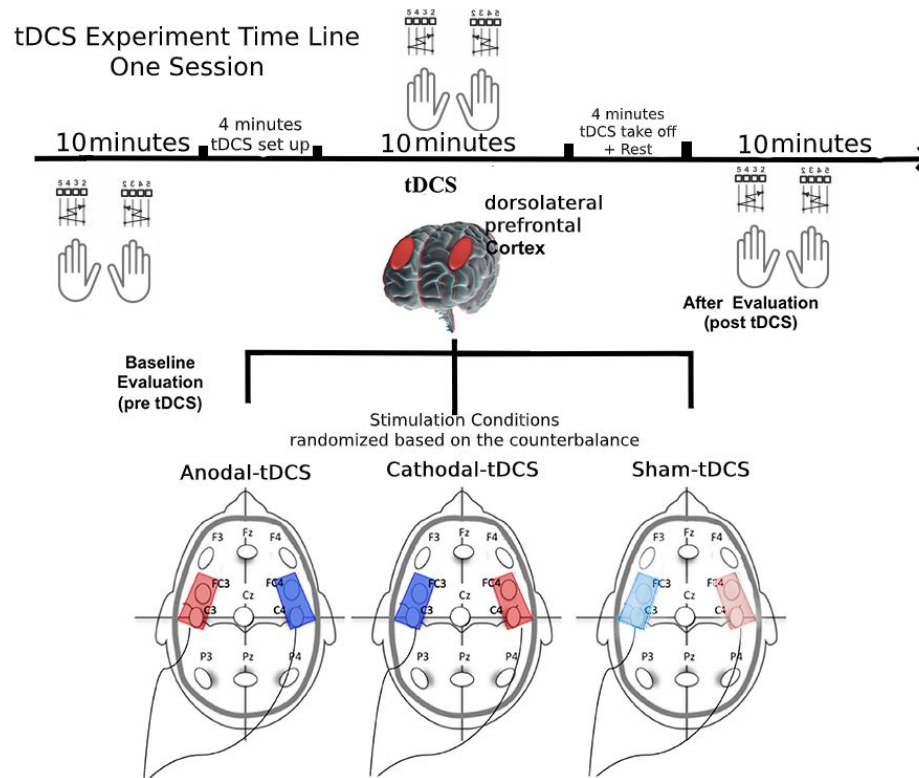 tDCS Experiment Time Line
One Session
5 4 3 2
2 3 4 5
10 minutes
4 minutes
tDCS set up
10 minutes
4 minutes
tDCS take off
+ Rest
10 minutes
5 4 3 2
2 3 4 5
tDCS
dorsolateral
prefrontal
Cortex
5 4 3 2
2 3 4 5
After Evaluation
(post tDCS)
Baseline
Evaluation
(pre tDCS)
Stimulation Conditions
randomized based on the counterbalance
Anodal-tDCS
Cathodal-tDCS
Sham-tDCS
F3 Fz F4
FC3 FC4
Cz
C3 C4
P3 Pz P4
F3 Fz F4
FC3 FC4
Cz
C3 C4
P3 Pz P4
F3 Fz F4
FC3 FC4
Cz
C3 C4
P3 Pz P4